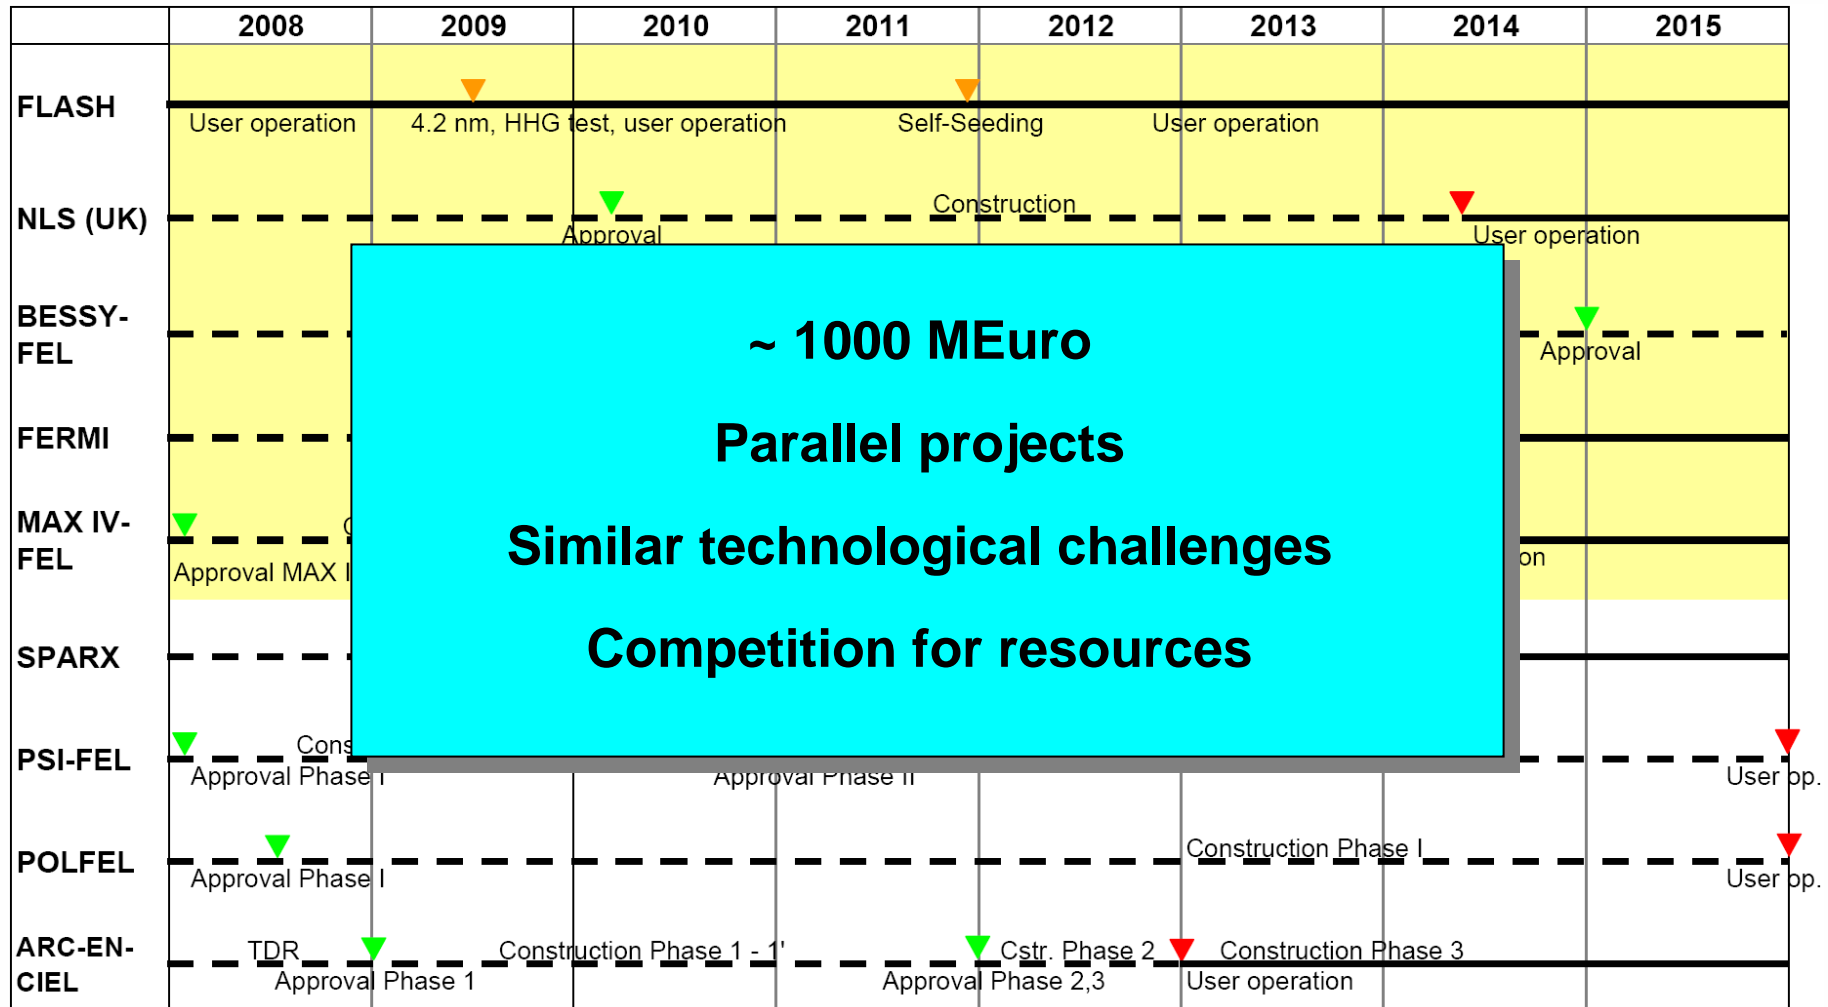 2008 2009 2010 2011 2012 2013 2014 2015
FLASH
User operation 4.2 nm, HHG test, user operation Self-Seeding User operation
NLS (UK)
Construction
Approval User operation
BESSY-
FEL
Approval
~ 1000 MEuro
FERMI
Parallel projects
MAX IV-
FEL
Approval MAX
Similar technological challenges
SPARX
Competition for resources
PSI-FEL
Approval Phase I Approval Phase II User op.
POLFEL
Construction Phase I
Approval Phase I User op.
ARC-EN-
CIEL
TDR Construction Phase 1 - 1' Cstr. Phase 2 Construction Phase 3
Approval Phase 1 Approval Phase 2,3 User operation